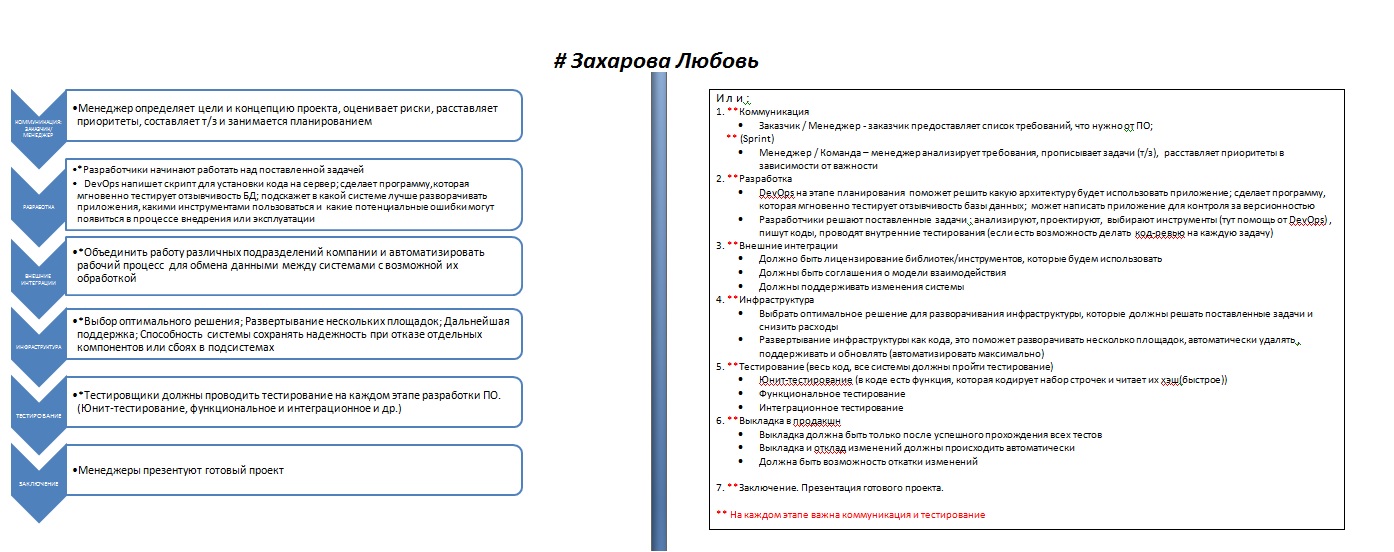 # Захарова Любовь
КОММУНИКАЦИЯ:
ЗАКАЗЧИК/
МЕНЕДЖЕР
•Менеджер определяет цели и концепцию проекта, оценивает риски, расставляет
приоритеты, составляет т/з и занимается планированием
РАЗРАБОТКА
•*Разработчики начинают работать над поставленной задачей
• DevOps напишет скрипт для установки кода на сервер; сделает программу,которая
мгновенно тестирует отзывчивость БД; подскажет в какой системе лучше разворачивать
приложения, какими инструментами пользоваться и какие потенциальные ошибки могут
появиться в процессе внедрения или эксплуатации
ВНЕШНИЕ
ИНТЕГРАЦИИ
•*Объединить работу различных подразделений компании и автоматизировать
рабочий процесс для обмена данными между системами с возможной их
обработкой
ИНФРАСТРУКТУРА
•*Выбор оптимального решения; Развертывание нескольких площадок; Дальнейшая
поддержка; Способность системы сохранять надежность при отказе отдельных
компонентов или сбоях в подсистемах
ТЕСТИРОВАНИЕ
•*Тестировщики должны проводить тестирование на каждом этапе разработки ПО.
(Юнит-тестирование, функциональное и интеграционное и др.)
ЗАКЛЮЧЕНИЕ
•Менеджеры презентуют готовый проект
И л и :
1. **Коммуникация
• Заказчик / Менеджер - заказчик предоставляет список требований, что нужно от ПО;
** (Sprint)
• Менеджер / Команда – менеджер анализирует требования, прописывает задачи (т/з), расставляет приоритеты в
зависимости от важности
2. **Разработка
• DevOps на этапе планирования поможет решить какую архитектуру будет использовать приложение; сделает программу,
которая мгновенно тестирует отзывчивость базы данных; может написать приложение для контроля за версионностью
• Разработчики решают поставленные задачи ; анализируют, проектируют, выбирают инструменты (тут помощь от DevOps) ,
пишут коды, проводят внутренние тестирования (если есть возможность делать код-ревью на каждую задачу)
3. **Внешние интеграции
• Должно быть лицензирование библиотек/инструментов, которые будем использовать
• Должны быть соглашения о модели взаимодействия
• Должны поддерживать изменения системы
4. **Инфраструктура
• Выбрать оптимальное решение для разворачивания инфраструктуры, которые должны решать поставленные задачи и
снизить расходы
• Развертывание инфраструктуры как кода, это поможет разворачивать несколько площадок, автоматически удалять ,
поддерживать и обновлять (автоматизировать максимально)
5. **Тестирование (весь код, все системы должны пройти тестирование)
• Юнит-тестирование (в коде есть функция, которая кодирует набор строчек и читает их хэш(быстрое))
• Функциональное тестирование
• Интеграционное тестирование
6. **Выкладка в продакшн
• Выкладка должна быть только после успешного прохождения всех тестов
• Выкладка и отклад изменений должны происходить автоматически
• Должна быть возможность откатки изменений
7. **Заключение. Презентация готового проекта.
** На каждом этапе важна коммуникация и тестирование